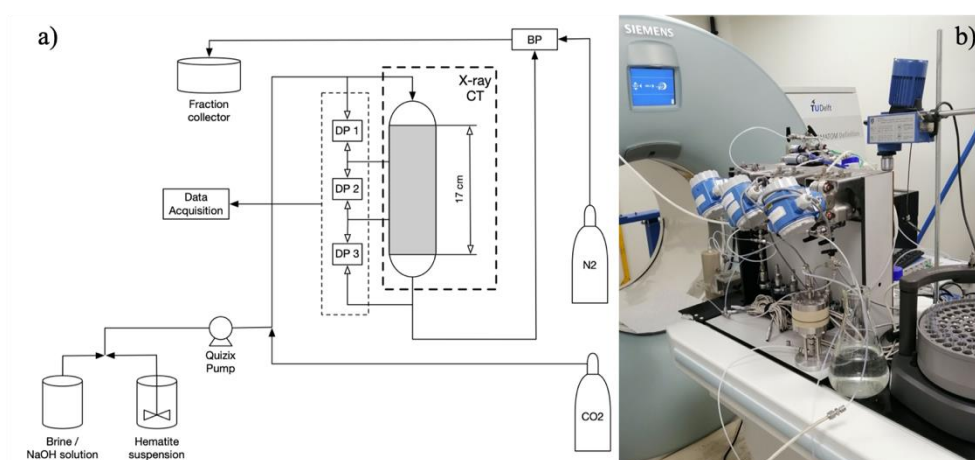 a)
BP
X-ray
CT
Fraction
collector
DP 1
DP 2
DP 3
Data
Acquisition
17 cm
N2
Quizix
Pump
CO2
Brine /
NaOH solution
Hematite
suspension
b)
SIEMENS
TUDelft